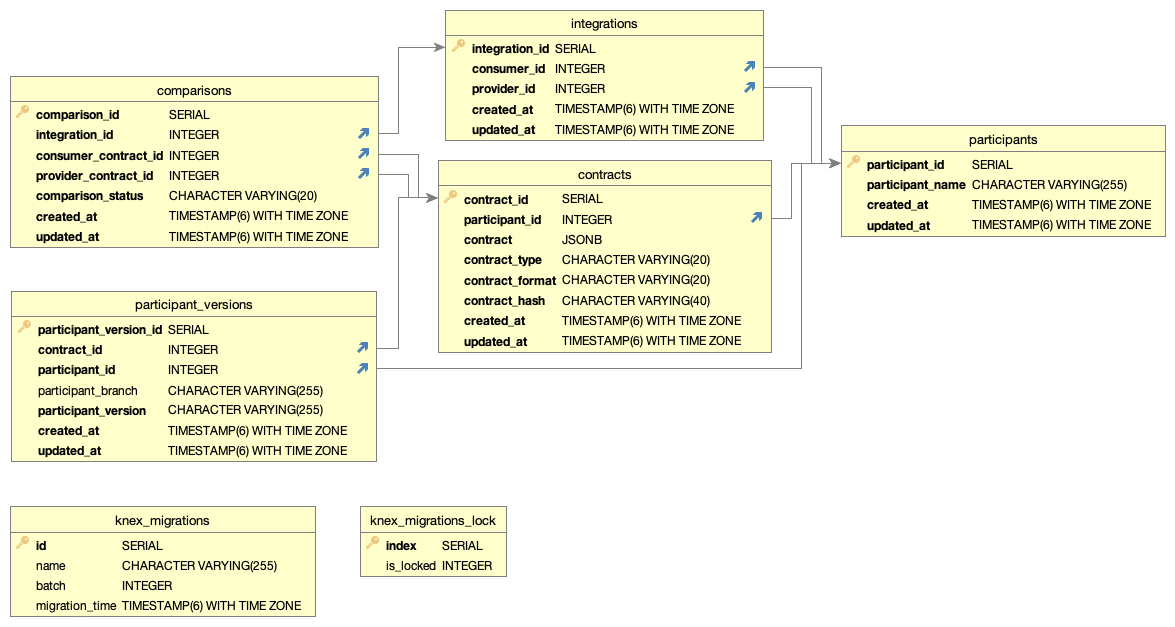 integrations
integration_id SERIAL
consumer_id INTEGER
provider_id INTEGER
created_at TIMESTAMP(6) WITH TIME ZONE
updated_at TIMESTAMP(6) WITH TIME ZONE
comparisons
comparison_id SERIAL
integration_id INTEGER
consumer_contract_id INTEGER
provider_contract_id INTEGER
comparison_status CHARACTER VARYING(20)
created_at TIMESTAMP(6) WITH TIME ZONE
updated_at TIMESTAMP(6) WITH TIME ZONE
participants
participant_id SERIAL
participant_name CHARACTER VARYING(255)
created_at TIMESTAMP(6) WITH TIME ZONE
updated_at TIMESTAMP(6) WITH TIME ZONE
contracts
contract_id SERIAL
participant_id INTEGER
contract JSONB
contract_type CHARACTER VARYING(20)
contract_format CHARACTER VARYING(20)
contract_hash CHARACTER VARYING(40)
created_at TIMESTAMP(6) WITH TIME ZONE
updated_at TIMESTAMP(6) WITH TIME ZONE
participant_versions
participant_version_id SERIAL
contract_id INTEGER
participant_id INTEGER
participant_branch CHARACTER VARYING(255)
participant_version CHARACTER VARYING(255)
created_at TIMESTAMP(6) WITH TIME ZONE
updated_at TIMESTAMP(6) WITH TIME ZONE
knex_migrations
id SERIAL
name CHARACTER VARYING(255)
batch INTEGER
migration_time TIMESTAMP(6) WITH TIME ZONE
knex_migrations_lock
index SERIAL
is_locked INTEGER